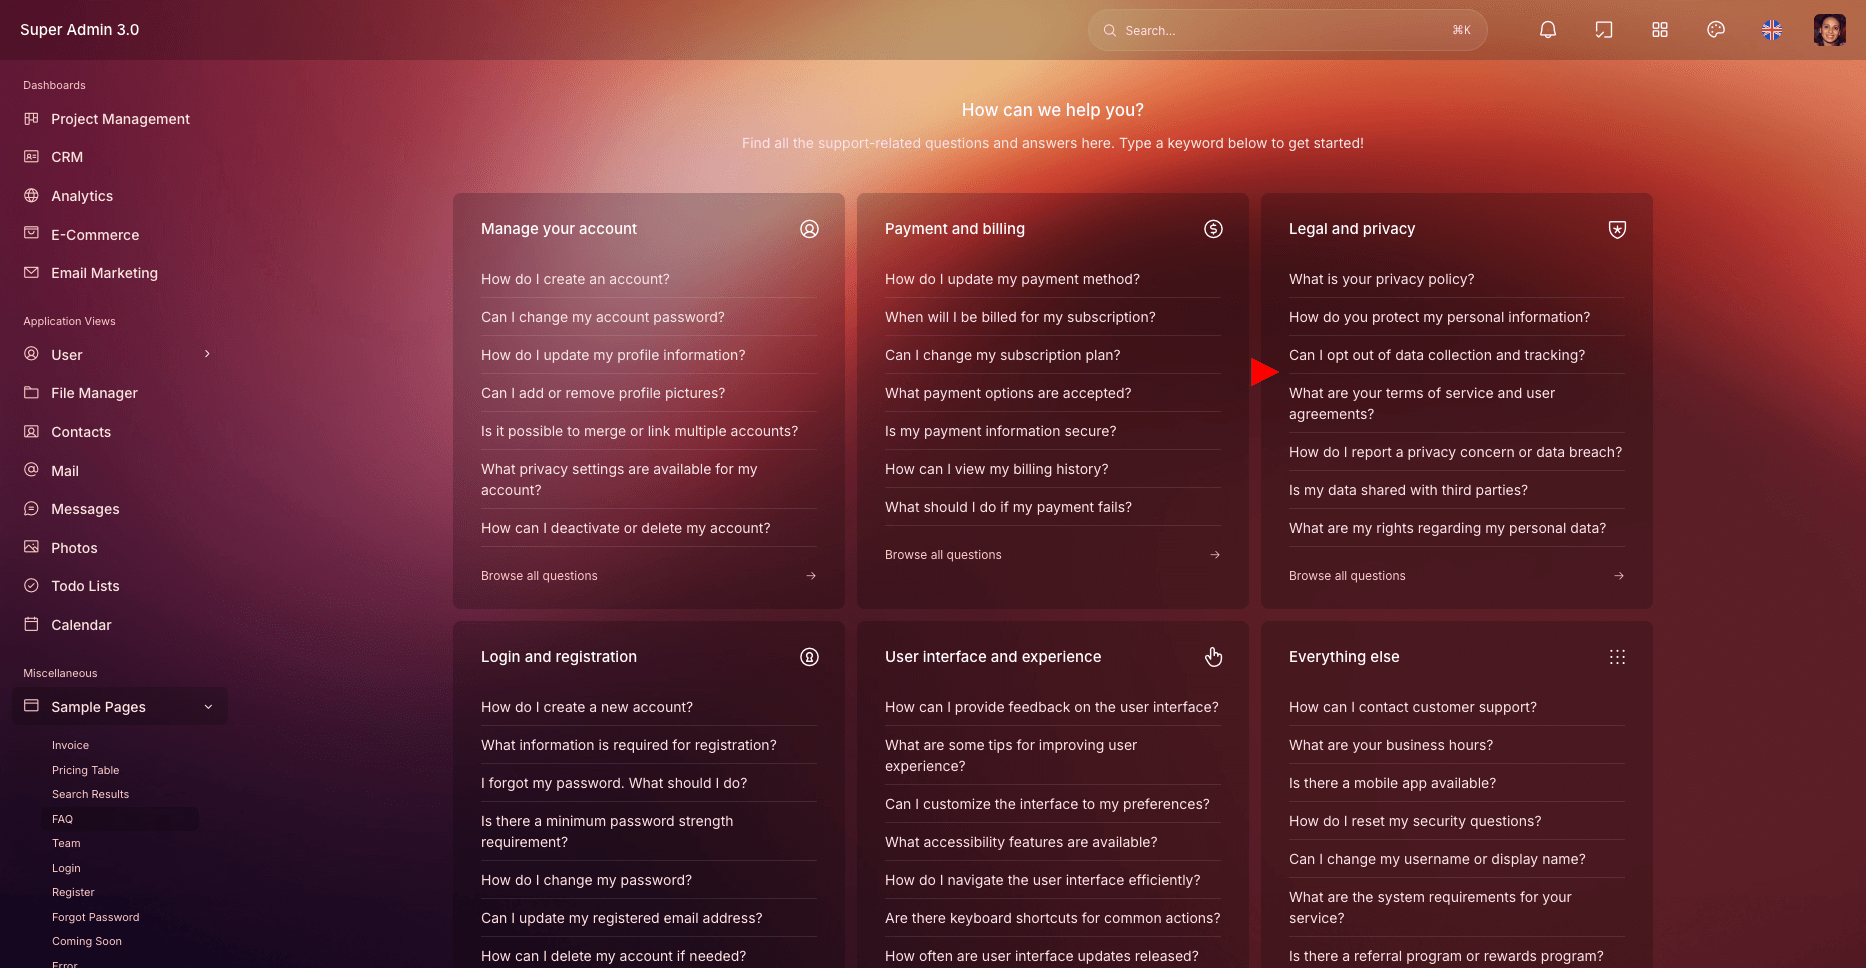 Super Admin 3.0
Search...
⌘K
Dashboards
Project Management
CRM
Analytics
E-Commerce
Email Marketing
Application Views
User
File Manager
Contacts
Mail
Messages
Photos
Todo Lists
Calendar
Miscellaneous
Sample Pages
Invoice
Pricing Table
Search Results
FAQ
Team
Login
Register
Forgot Password
Coming Soon
Error
How can we help you?
Find all the support-related questions and answers here. Type a keyword below to get started!
Manage your account
How do I create an account?
Can I change my account password?
How do I update my profile information?
Can I add or remove profile pictures?
Is it possible to merge or link multiple accounts?
What privacy settings are available for my
account?
How can I deactivate or delete my account?
Browse all questions
Payment and billing
How do I update my payment method?
When will I be billed for my subscription?
Can I change my subscription plan?
What payment options are accepted?
Is my payment information secure?
How can I view my billing history?
What should I do if my payment fails?
Browse all questions
Legal and privacy
What is your privacy policy?
How do you protect my personal information?
Can I opt out of data collection and tracking?
What are your terms of service and user
agreements?
How do I report a privacy concern or data breach?
Is my data shared with third parties?
What are my rights regarding my personal data?
Browse all questions
Login and registration
How do I create a new account?
What information is required for registration?
I forgot my password. What should I do?
Is there a minimum password strength
requirement?
How do I change my password?
Can I update my registered email address?
How can I delete my account if needed?
User interface and experience
How can I provide feedback on the user interface?
What are some tips for improving user
experience?
Can I customize the interface to my preferences?
What accessibility features are available?
How do I navigate the user interface efficiently?
Are there keyboard shortcuts for common actions?
How often are user interface updates released?
Everything else
How can I contact customer support?
What are your business hours?
Is there a mobile app available?
How do I reset my security questions?
Can I change my username or display name?
What are the system requirements for your
service?
Is there a referral program or rewards program?